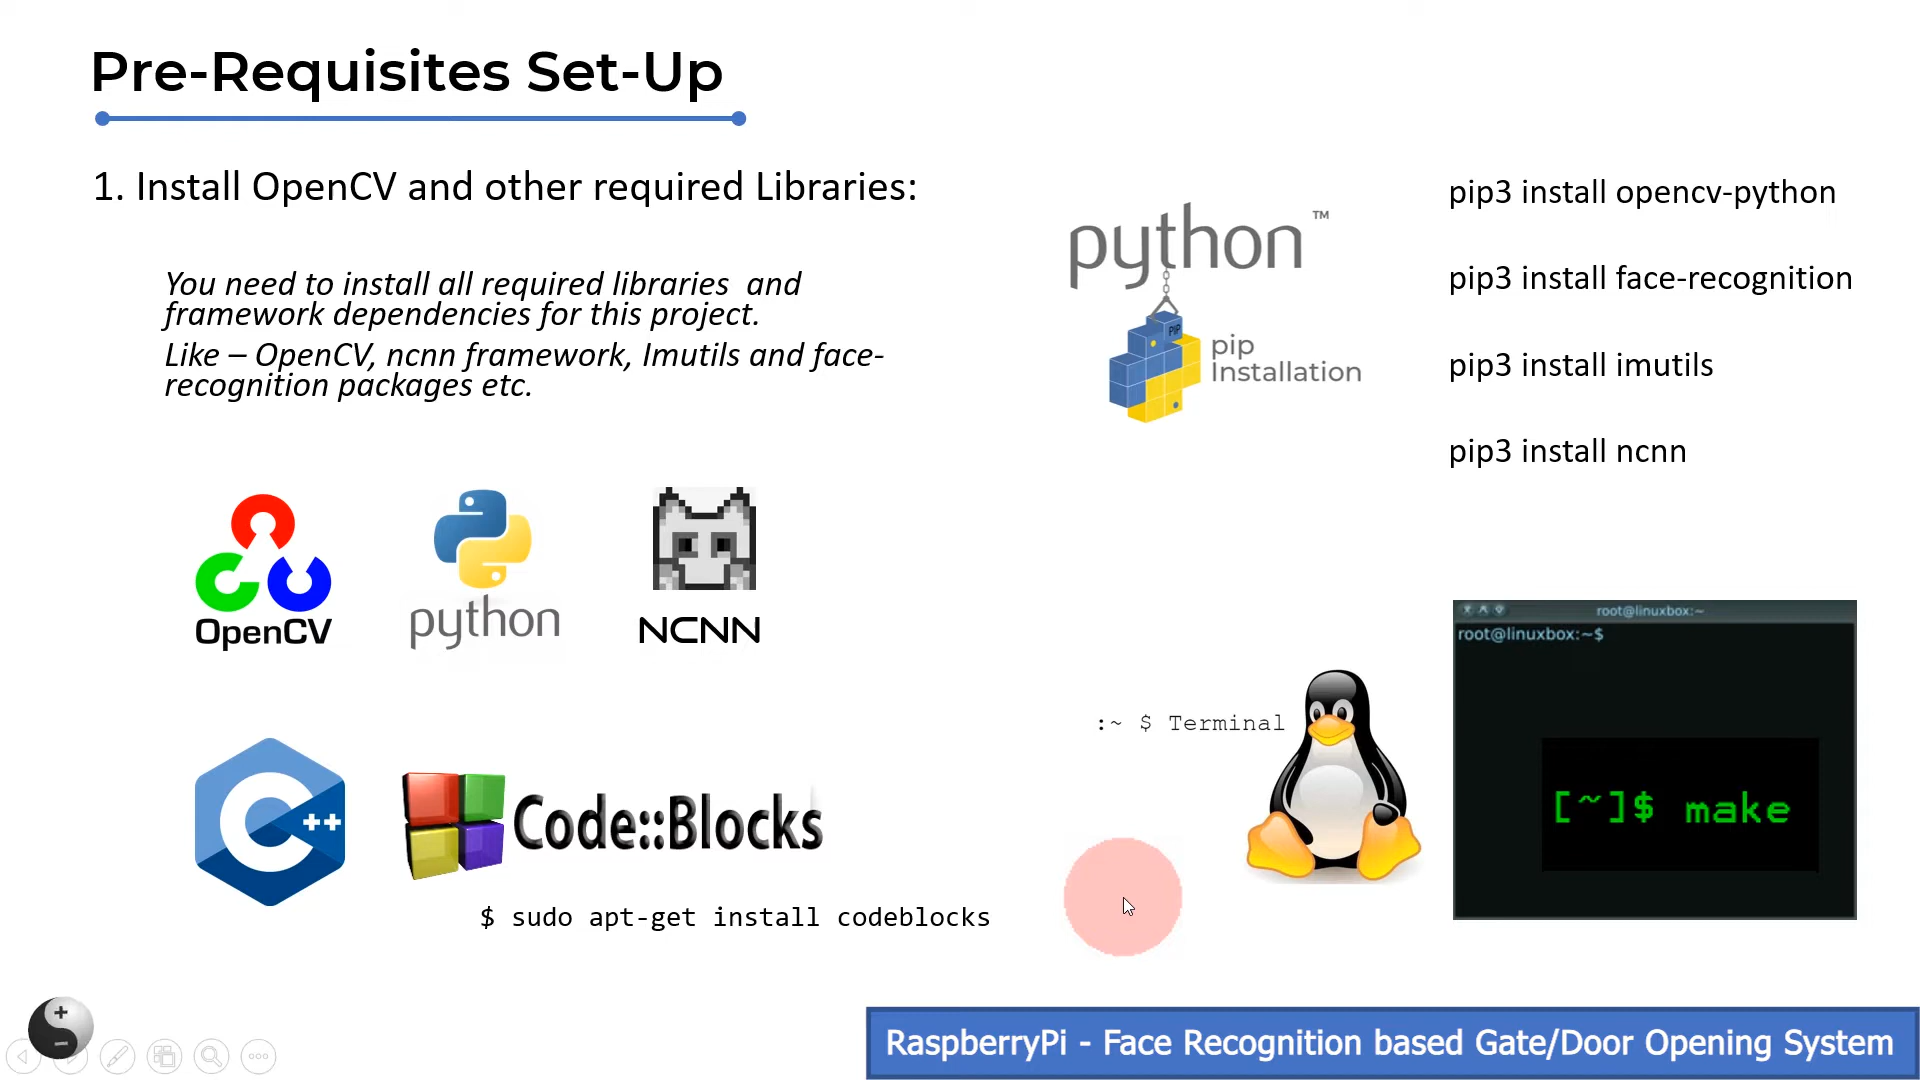 Pre-Requisites Set-Up
1. Install OpenCV and other required Libraries:
You need to install all required libraries and
framework dependencies for this project.
Like – OpenCV, ncnn framework, Imutils and face-
recognition packages etc.
OpenCV
python
NCNN
C++
Code::Blocks
$ sudo apt-get install codeblocks
python™
PIP
pip
Installation
pip3 install opencv-python
pip3 install face-recognition
pip3 install imutils
pip3 install ncnn
:~ $ Terminal
root@linuxbox:~
root@linuxbox:~$
[~]$ make
RaspberryPi - Face Recognition based Gate/Door Opening System